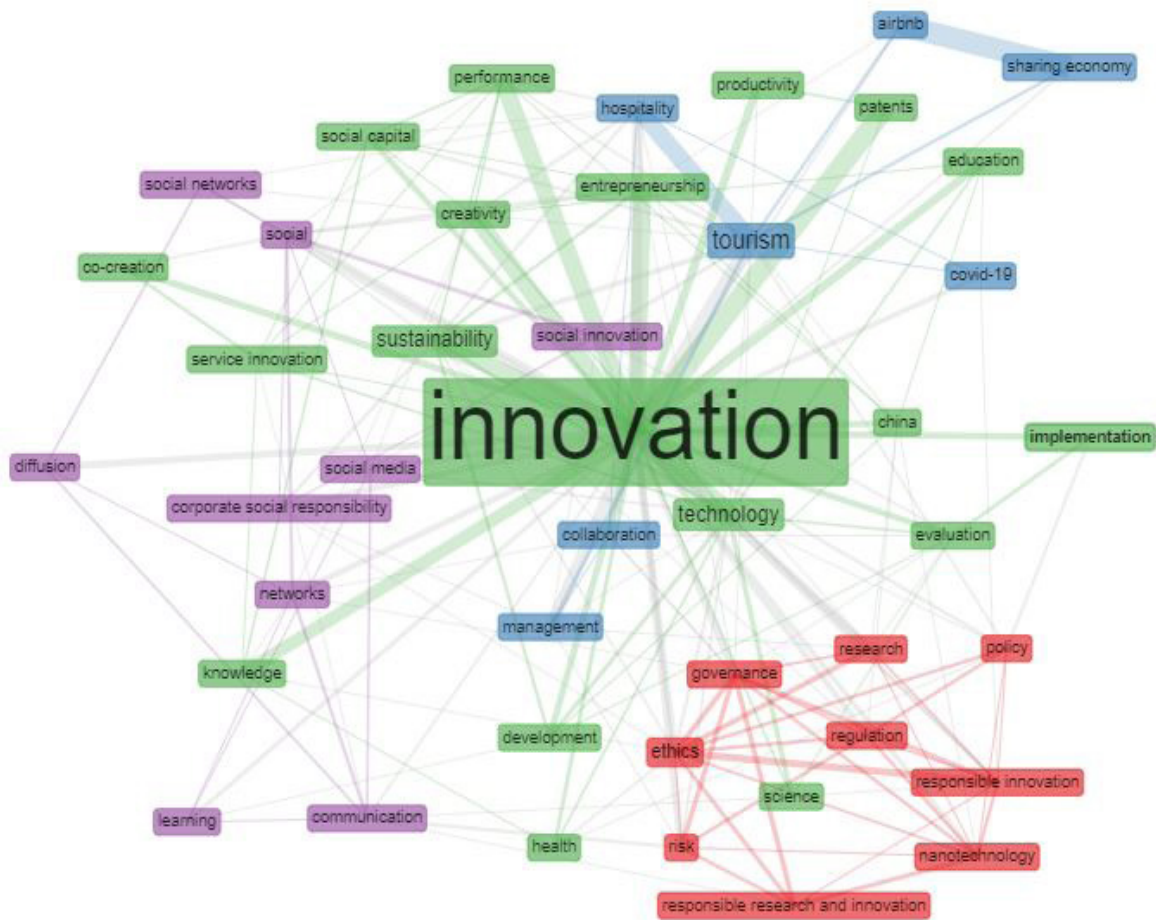 airbnb
sharing economy
performance
productivity
hospitality
patents
social capital
education
social networks
entrepreneurship
creativity
social
tourism
co-creation
covid-19
social innovation
sustainability
service innovation
innovation
china
implementation
diffusion
social media
corporate social responsibility
technology
collaboration
evaluation
networks
management
research
policy
knowledge
governance
development
regulation
ethics
responsible innovation
science
learning
communication
health
risk
nanotechnology
responsible research and innovation